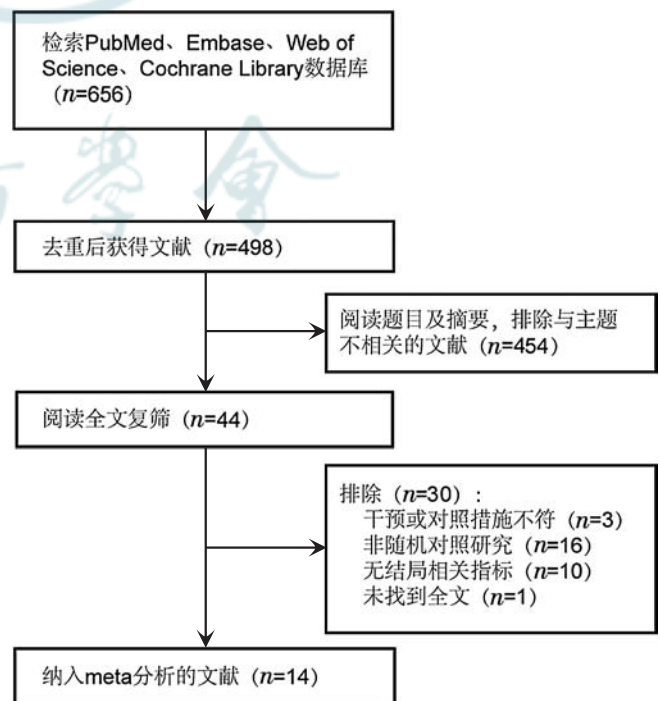 检索PubMed、Embase、Web of
Science、Cochrane Library数据库
（n=656）
去重后获得文献（n=498）
阅读题目及摘要，排除与主题
不相关的文献（n=454）
阅读全文复筛（n=44）
排除（n=30）：
干预或对照措施不符（n=3）
非随机对照研究（n=16）
无结局相关指标（n=10）
未找到全文（n=1）
纳入meta分析的文献（n=14）
學會